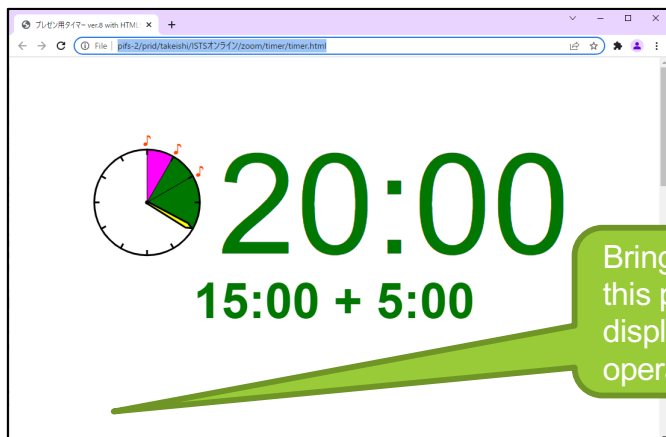 プレゼン用タイマー ver.8 with HTML
File pifs-2/prid/takeishi/ISTSオンライン/zoom/timer/timer.html
20:00
15:00 + 5:00
Bring
this